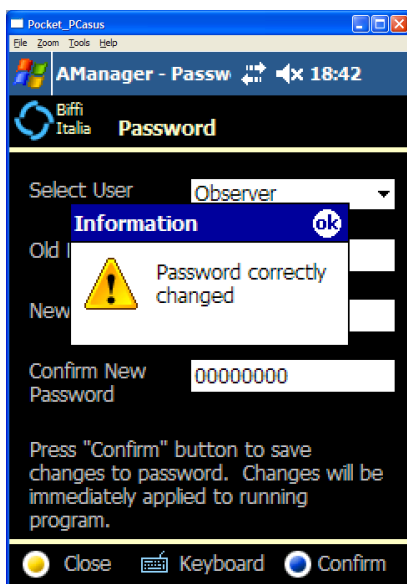 Pocket_PCasus
File Zoom Tools Help
AManager - Passw 18:42
Biffi
Italia Password
Select User Observer
Information ok
Old
Password correctly
changed
New
Confirm New
Password
00000000
Press "Confirm" button to save
changes to password. Changes will be
immediately applied to running
program.
Close Keyboard Confirm